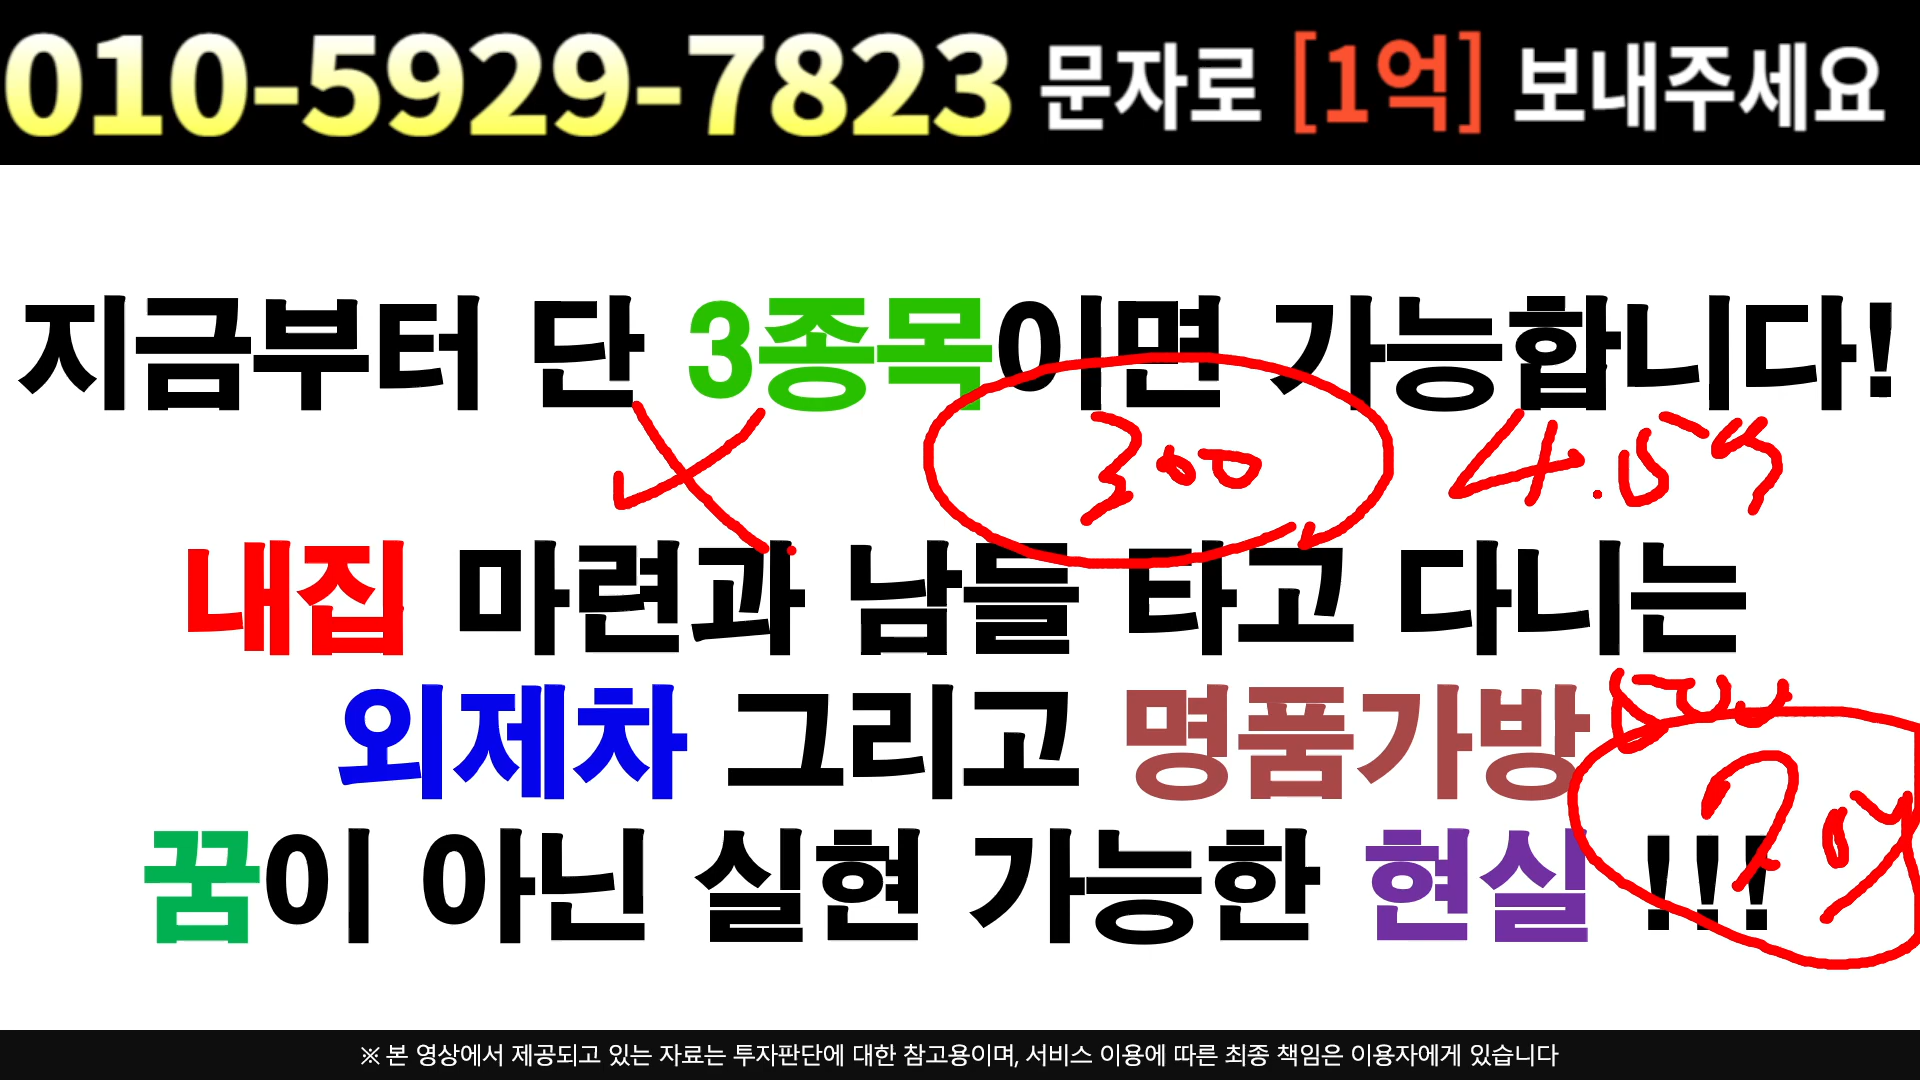 010-5929-7823 문자로 [1억] 보내주세요
지금부터 단 3종목이면 가능합니다!
300 4.5억
내집 마련과 남들 타고 다니는
외제차 그리고 명품가방
꿈이 아닌 실현 가능한 현실 !!!
※ 본 영상에서 제공되고 있는 자료는 투자판단에 대한 참고용이며, 서비스 이용에 따른 최종 책임은 이용자에게 있습니다